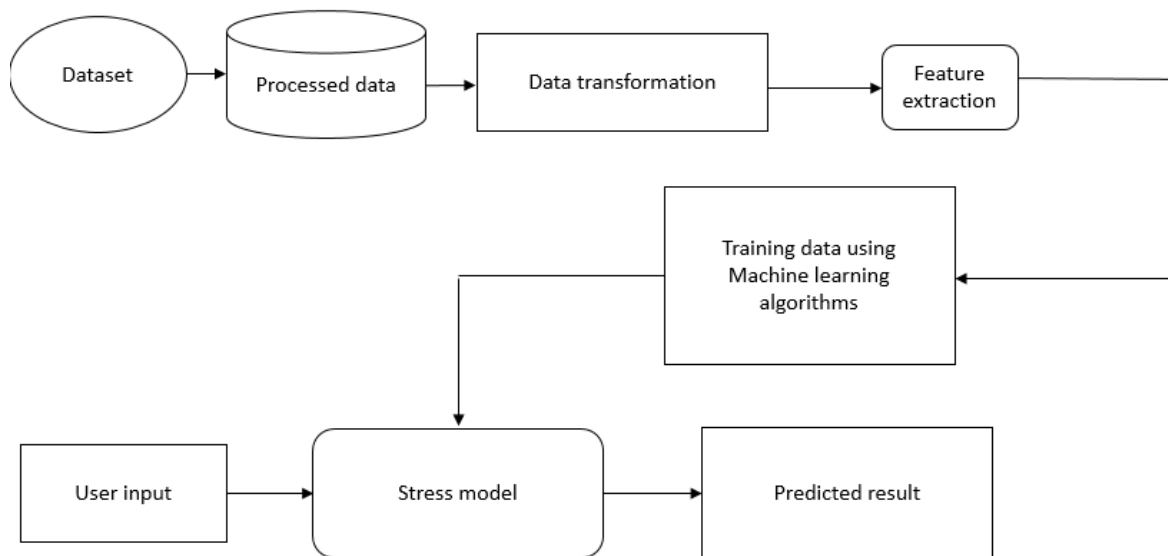 Dataset
Processed data
Data transformation
Feature
extraction
Training data using
Machine learning
algorithms
User input
Stress model
Predicted result